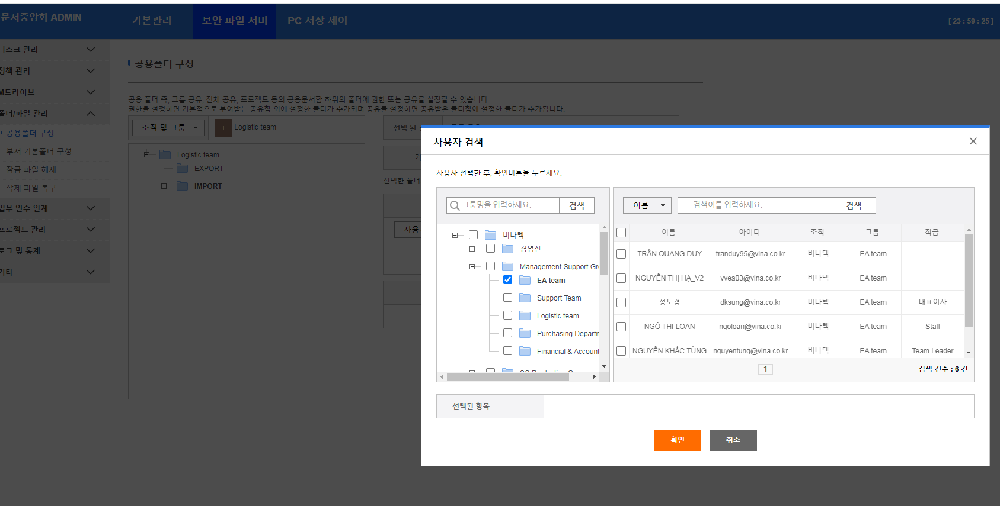 문서중앙화 ADMIN
기본관리
보안 파일 서버
PC 저장 제어
[ 23 : 59 : 25 ]
디스크 관리
정책 관리
M드라이브
폴더/파일 관리
공용폴더 구성
부서 기본폴더 구성
잠금 파일 해제
삭제 파일 복구
업무 인수 인계
프로젝트 관리
로그 및 통계
기타
공용폴더 구성
공용 폴더 즉, 그룹 공유, 전체 공유, 프로젝트 등의 공용문서함 하위의 폴더에 권한 또는 공유를 설정할 수 있습니다.
권한을 설정하면 기본적으로 부여받는 공유함 외에 설정한 폴더가 추가되며 공유를 설정하면 공유받은 폴더함에 설정한 폴더가 추가됩니다.
조직 및 그룹
+ Logistic team
Logistic team
EXPORT
IMPORT
선택 된
선택한 폴더
사용
사용자 검색
사용자 선택한 후, 확인버튼을 누르세요.
그룹명을 입력하세요. 검색
비나텍
경영진
Management Support Gr
EA team
Support Team
Logistic team
Purchasing Departm
Financial & Account
이름 검색어를 입력하세요. 검색
이름 아이디 조직 그룹 직급
TRẦN QUANG DUY tranduy95@vina.co.kr 비나텍 EA team
NGUYỄN THỊ HẠ_V2 vvea03@vina.co.kr 비나텍 EA team
성도경 dksung@vina.co.kr 비나텍 EA team 대표이사
NGÔ THỊ LOAN ngoloan@vina.co.kr 비나텍 EA team Staff
NGUYỄN KHẮC TÙNG nguyentung@vina.co.kr 비나텍 EA team Team Leader
1
검색 건수 : 6 건
선택된 항목
확인
취소